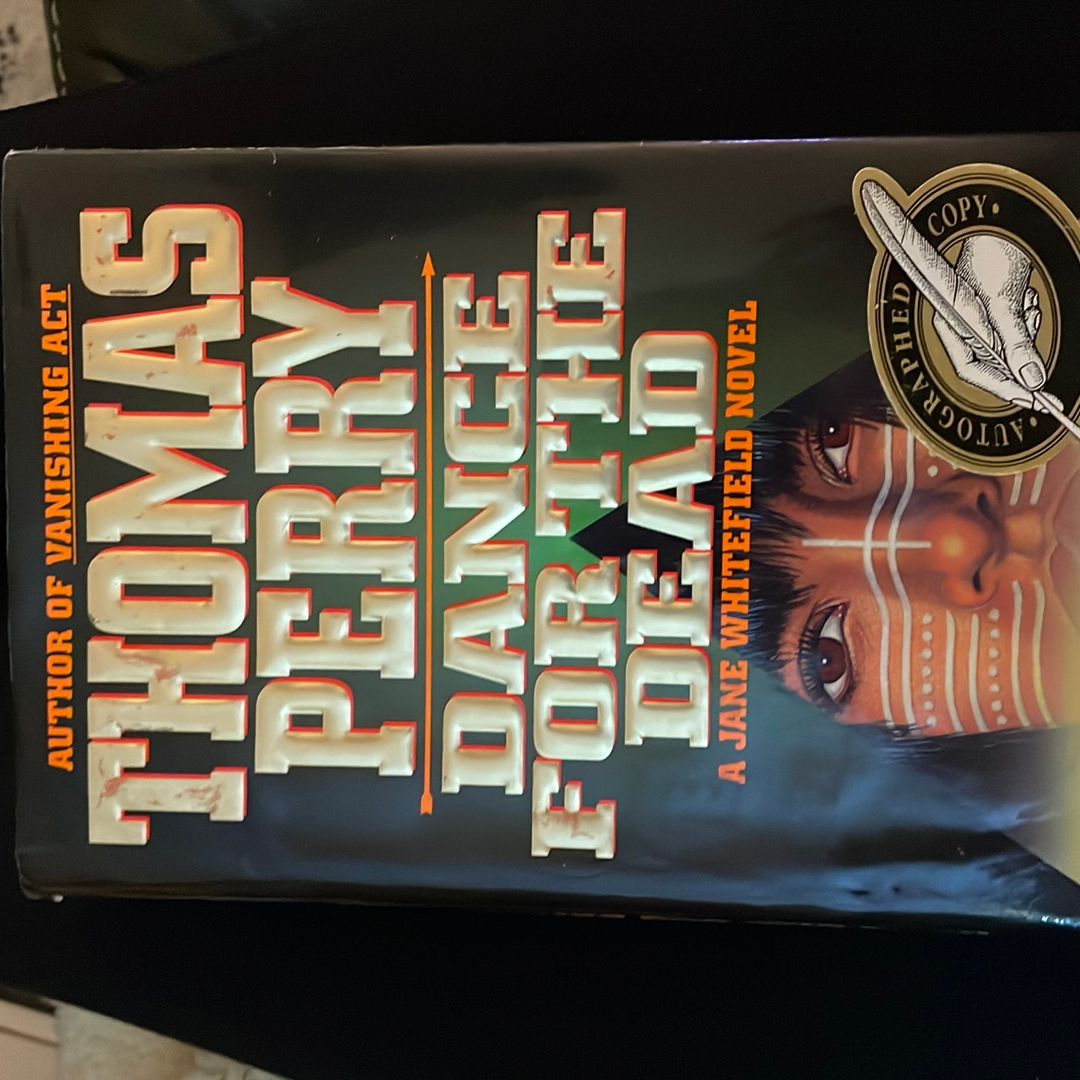 AUTHOR OF VANISHING ACT
THOMAS
PERRY
DANCE
FOR THE
DEAD
A JANE WHITEFIELD NOVEL
AUTOGRAPHED COPY